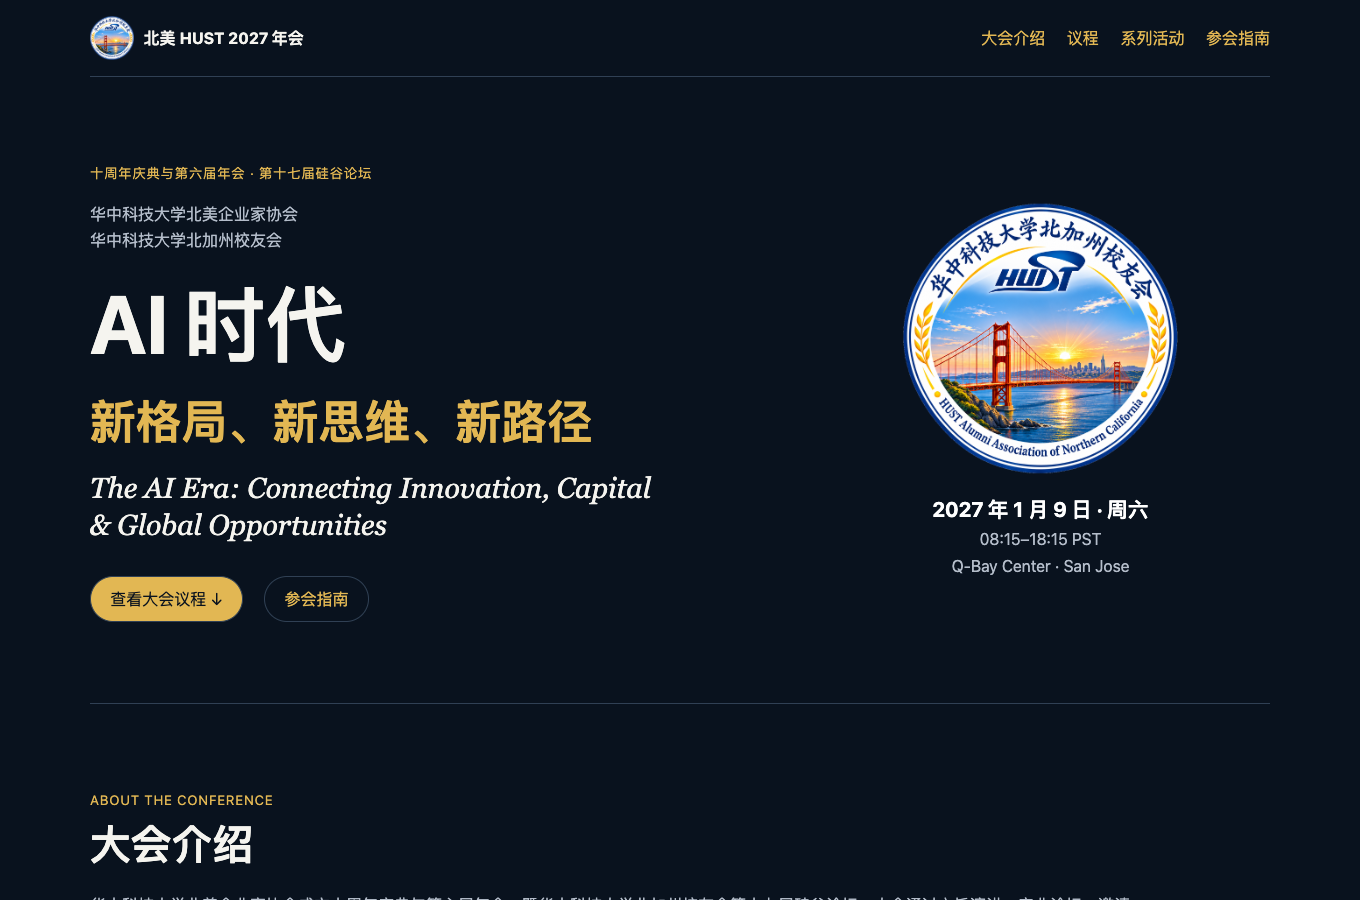 北美 HUST 2027 年会
大会介绍 议程 系列活动 参会指南
十周年庆典与第六届年会 · 第十七届硅谷论坛
华中科技大学北美企业家协会
华中科技大学北加州校友会
AI 时代
新格局、新思维、新路径
The AI Era: Connecting Innovation, Capital
& Global Opportunities
查看大会议程 ↓ 参会指南
华中科技大学北加州校友会
HUST
HUST Alumni Association of Northern California
2027 年 1 月 9 日 · 周六
08:15–18:15 PST
Q-Bay Center · San Jose
ABOUT THE CONFERENCE
大会介绍